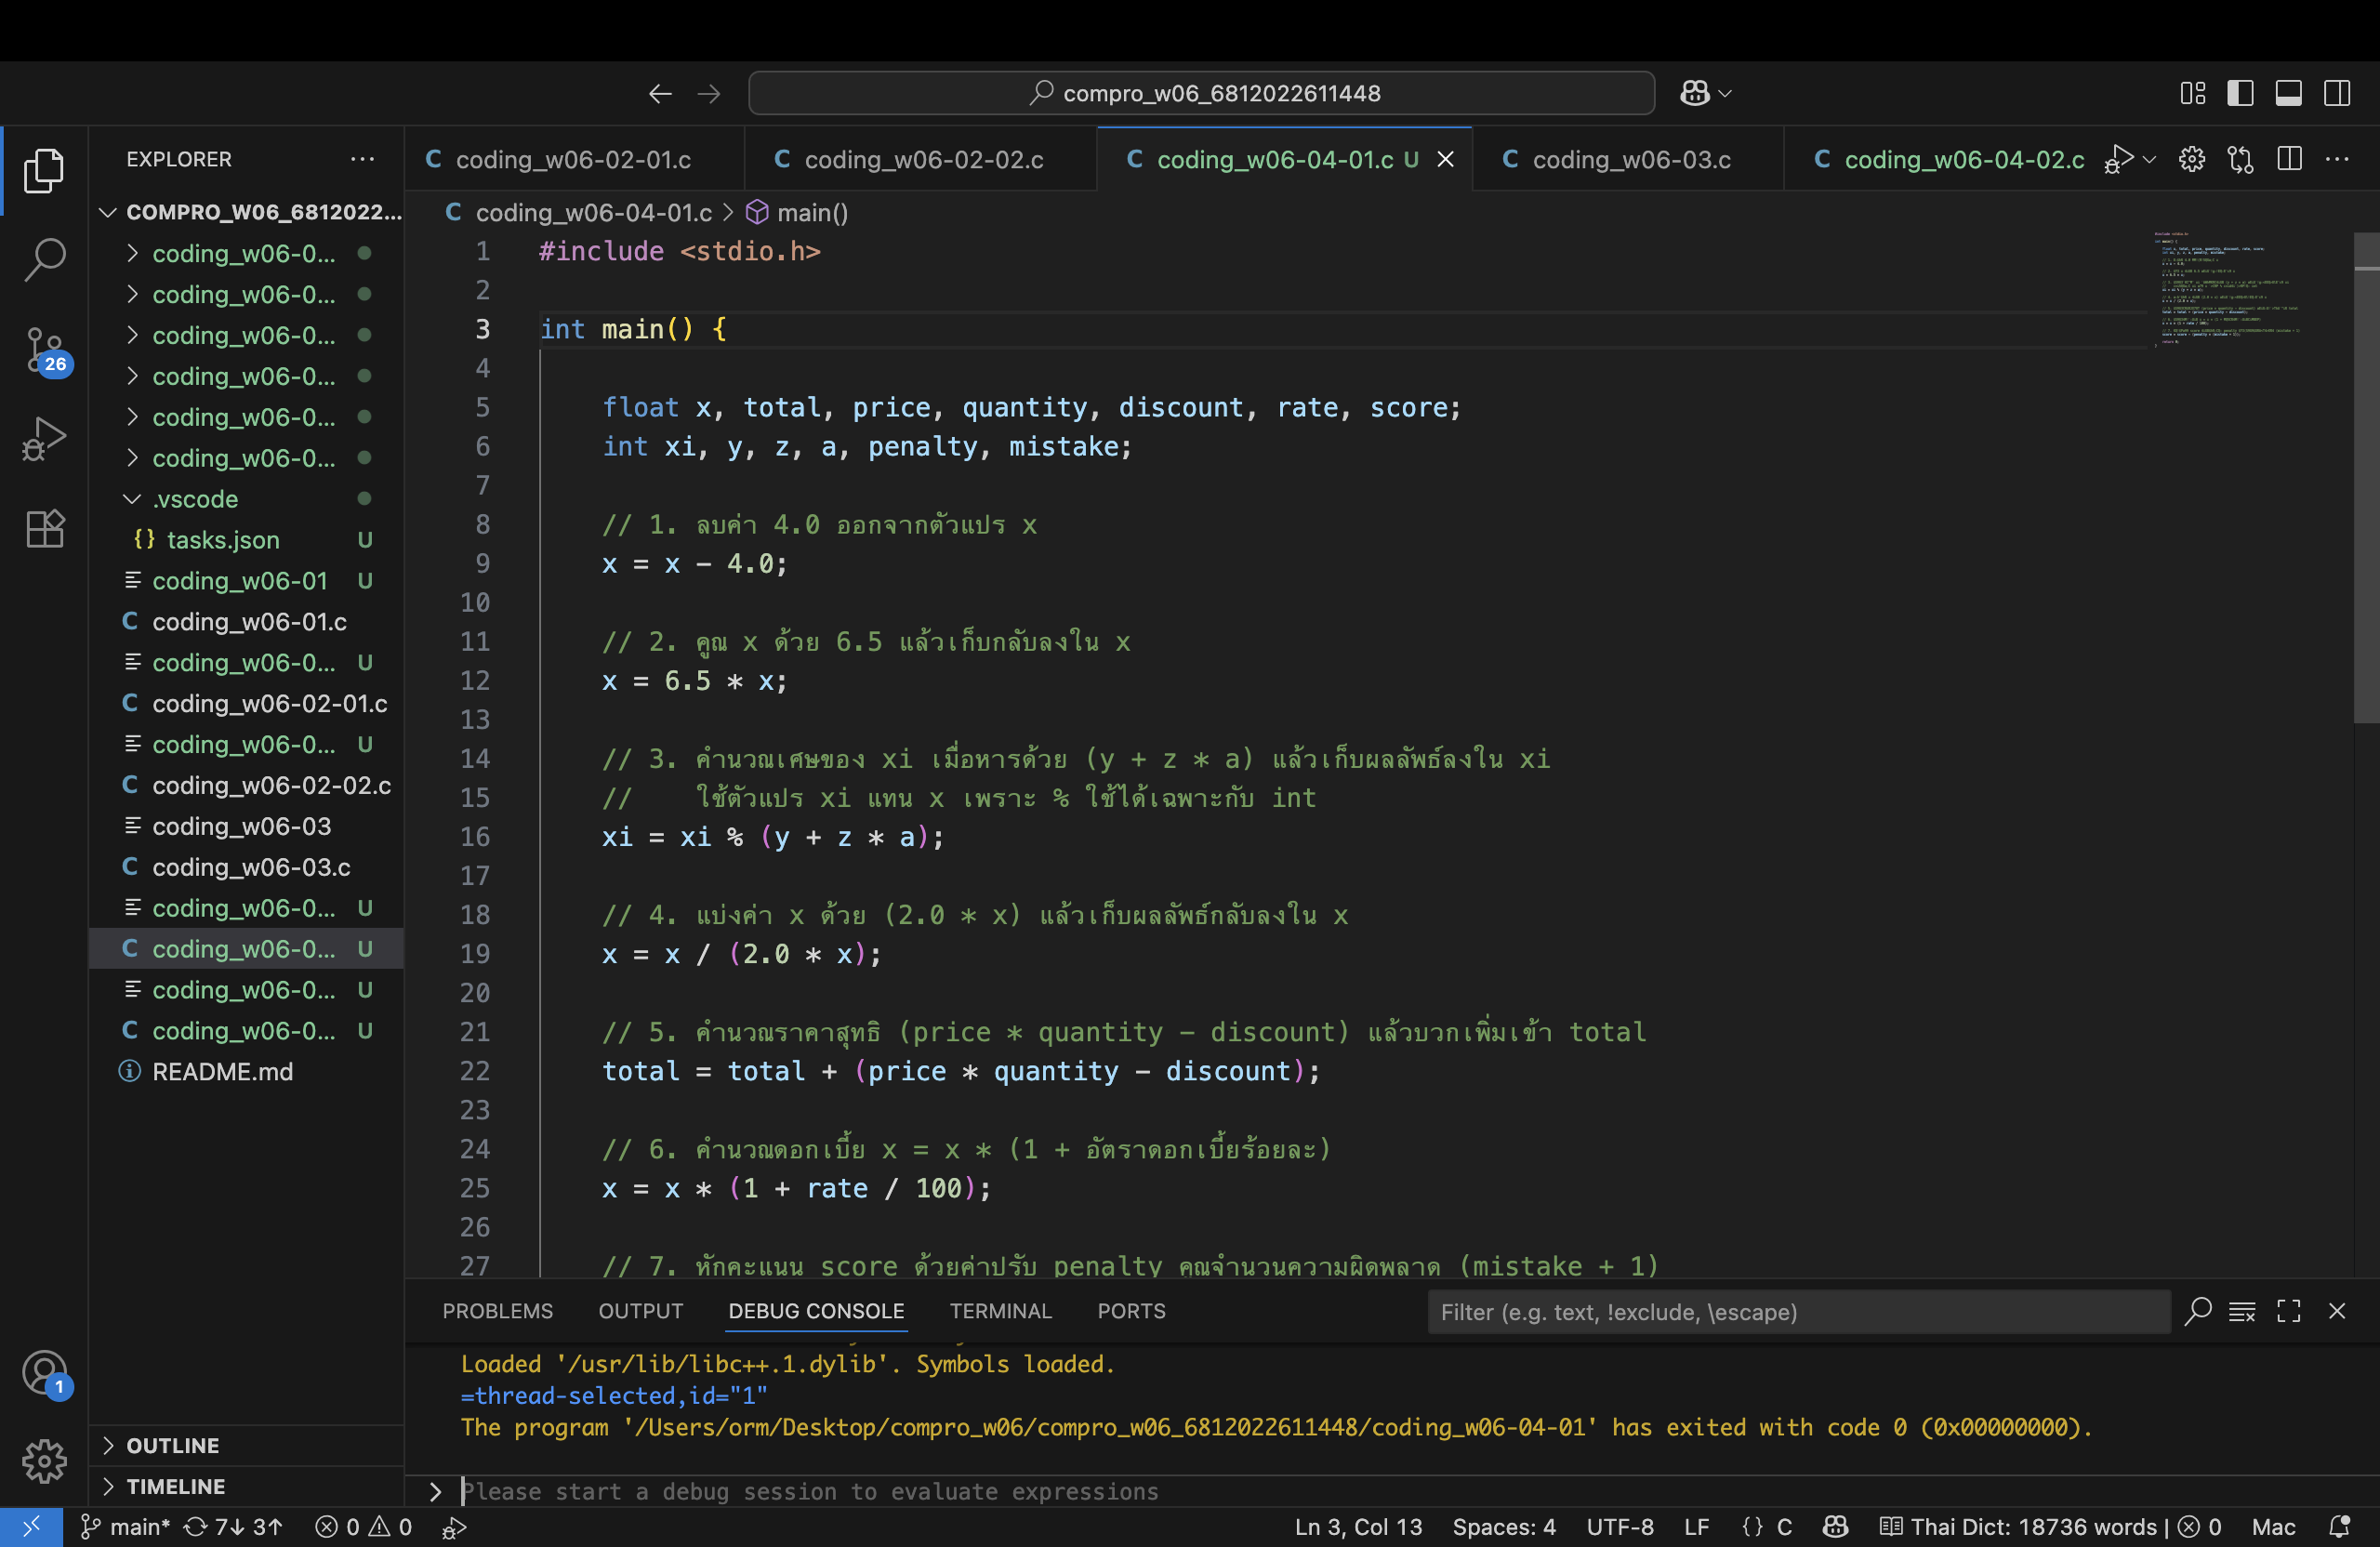 compro_w06_6812022611448
EXPLORER
COMPRO_W06_6812022...
coding_w06-0...
coding_w06-0...
coding_w06-0...
coding_w06-0...
coding_w06-0...
coding_w06-0...
.vscode
{} tasks.json U
coding_w06-01 U
C coding_w06-01.c
coding_w06-0... U
C coding_w06-02-01.c
coding_w06-0... U
C coding_w06-02-02.c
coding_w06-03
C coding_w06-03.c
coding_w06-0... U
C coding_w06-0... U
coding_w06-0... U
C coding_w06-0... U
README.md
OUTLINE
TIMELINE
26
1
C coding_w06-02-01.c C coding_w06-02-02.c C coding_w06-04-01.c U C coding_w06-03.c C coding_w06-04-02.c
C coding_w06-04-01.c > main()
1 #include <stdio.h>
2
3 int main() {
4
5 float x, total, price, quantity, discount, rate, score;
6 int xi, y, z, a, penalty, mistake;
7
8 // 1. ลบค่า 4.0 ออกจากตัวแปร x
9 x = x - 4.0;
10
11 // 2. คูณ x ด้วย 6.5 แล้วเก็บกลับลงใน x
12 x = 6.5 * x;
13
14 // 3. คำนวณเศษของ xi เมื่อหารด้วย (y + z * a) แล้วเก็บผลลัพธ์ลงใน xi
15 // ใช้ตัวแปร xi แทน x เพราะ % ใช้ได้เฉพาะกับ int
16 xi = xi % (y + z * a);
17
18 // 4. แบ่งค่า x ด้วย (2.0 * x) แล้วเก็บผลลัพธ์กลับลงใน x
19 x = x / (2.0 * x);
20
21 // 5. คำนวณราคาสุทธิ (price * quantity - discount) แล้วบวกเพิ่มเข้า total
22 total = total + (price * quantity - discount);
23
24 // 6. คำนวณดอกเบี้ย x = x * (1 + อัตราดอกเบี้ยร้อยละ)
25 x = x * (1 + rate / 100);
26
27 // 7. หักคะแนน score ด้วยค่าปรับ penalty คูณจำนวนความผิดพลาด (mistake + 1)
PROBLEMS OUTPUT DEBUG CONSOLE TERMINAL PORTS Filter (e.g. text, !exclude, \escape)
Loaded '/usr/lib/libc++.1.dylib'. Symbols loaded.
=thread-selected,id="1"
The program '/Users/orm/Desktop/compro_w06/compro_w06_6812022611448/coding_w06-04-01' has exited with code 0 (0x00000000).
Please start a debug session to evaluate expressions
main* 7↓ 3↑ 0 0 Ln 3, Col 13 Spaces: 4 UTF-8 LF {} C Thai Dict: 18736 words | 0 Mac